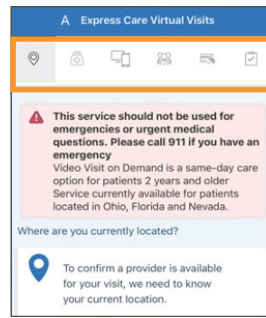 A Express Care Virtual Visits
This service should not be used for
emergencies or urgent medical
questions. Please call 911 if you have an
emergency
Video Visit on Demand is a same-day care
option for patients 2 years and older
Service currently available for patients
located in Ohio, Florida and Nevada.
Where are you currently located?
To confirm a provider is available
for your visit, we need to know
your current location.